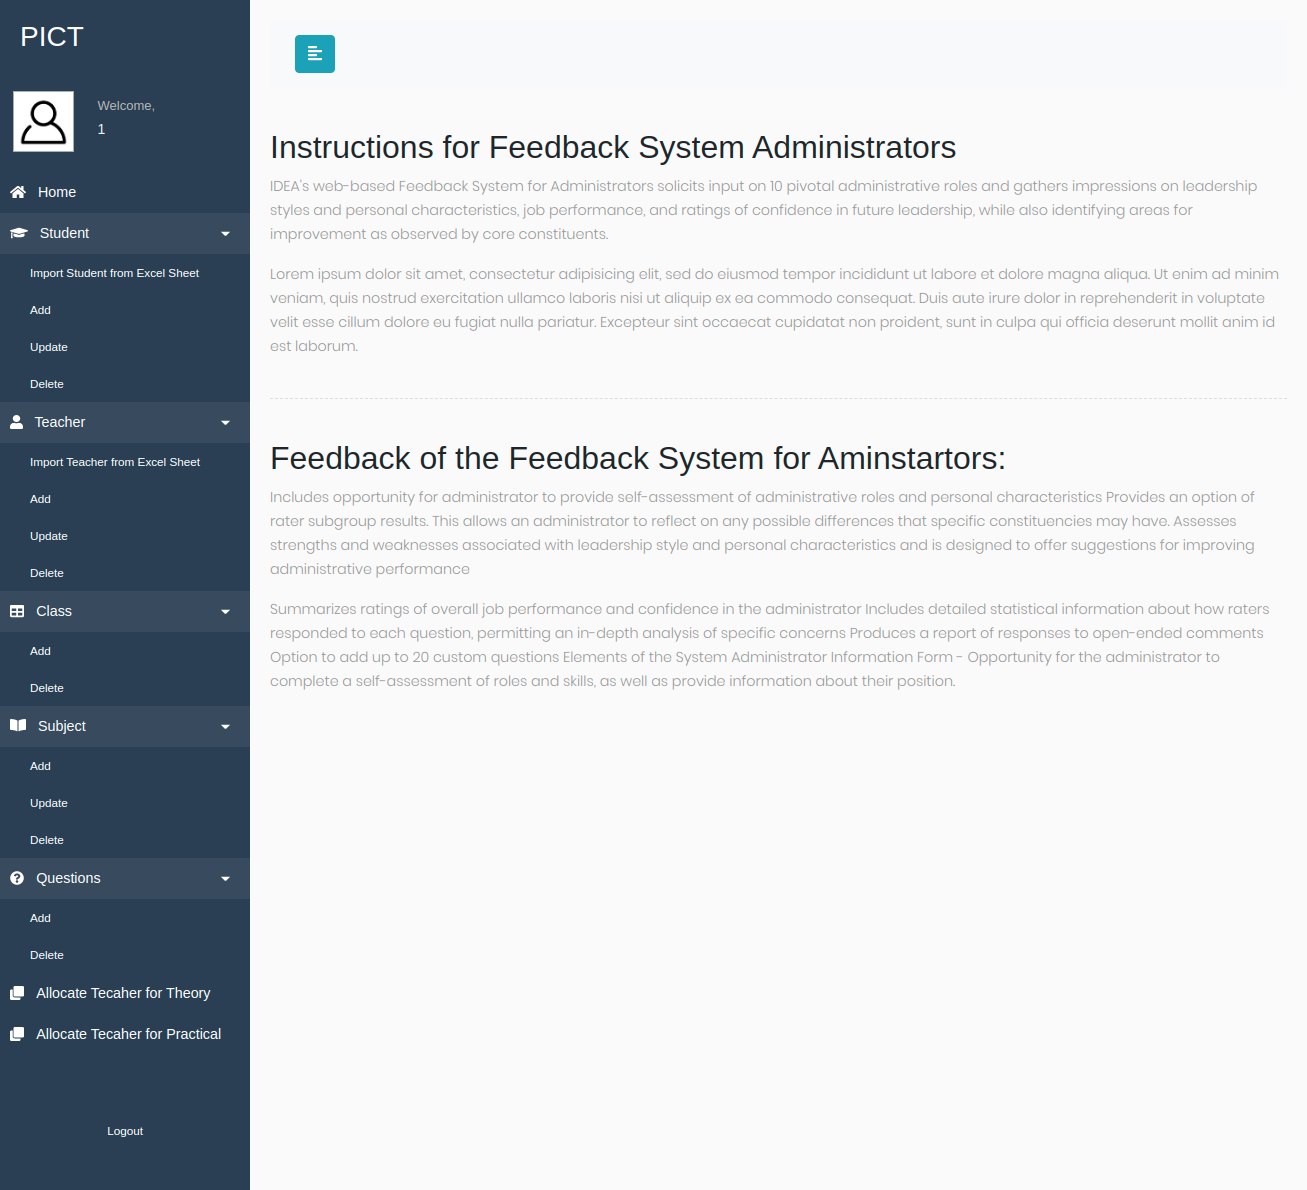 PICT
Welcome,
1
Home
Student
Import Student from Excel Sheet
Add
Update
Delete
Teacher
Import Teacher from Excel Sheet
Add
Update
Delete
Class
Add
Delete
Subject
Add
Update
Delete
Questions
Add
Delete
Allocate Tecaher for Theory
Allocate Tecaher for Practical
Logout
Instructions for Feedback System Administrators
IDEA's web-based Feedback System for Administrators solicits input on 10 pivotal administrative roles and gathers impressions on leadership
styles and personal characteristics, job performance, and ratings of confidence in future leadership, while also identifying areas for
improvement as observed by core constituents.
Lorem ipsum dolor sit amet, consectetur adipisicing elit, sed do eiusmod tempor incididunt ut labore et dolore magna aliqua. Ut enim ad minim
veniam, quis nostrud exercitation ullamco laboris nisi ut aliquip ex ea commodo consequat. Duis aute irure dolor in reprehenderit in voluptate
velit esse cillum dolore eu fugiat nulla pariatur. Excepteur sint occaecat cupidatat non proident, sunt in culpa qui officia deserunt mollit anim id
est laborum.
Feedback of the Feedback System for Aminstartors:
Includes opportunity for administrator to provide self-assessment of administrative roles and personal characteristics Provides an option of
rater subgroup results. This allows an administrator to reflect on any possible differences that specific constituencies may have. Assesses
strengths and weaknesses associated with leadership style and personal characteristics and is designed to offer suggestions for improving
administrative performance
Summarizes ratings of overall job performance and confidence in the administrator Includes detailed statistical information about how raters
responded to each question, permitting an in-depth analysis of specific concerns Produces a report of responses to open-ended comments
Option to add up to 20 custom questions Elements of the System Administrator Information Form - Opportunity for the administrator to
complete a self-assessment of roles and skills, as well as provide information about their position.